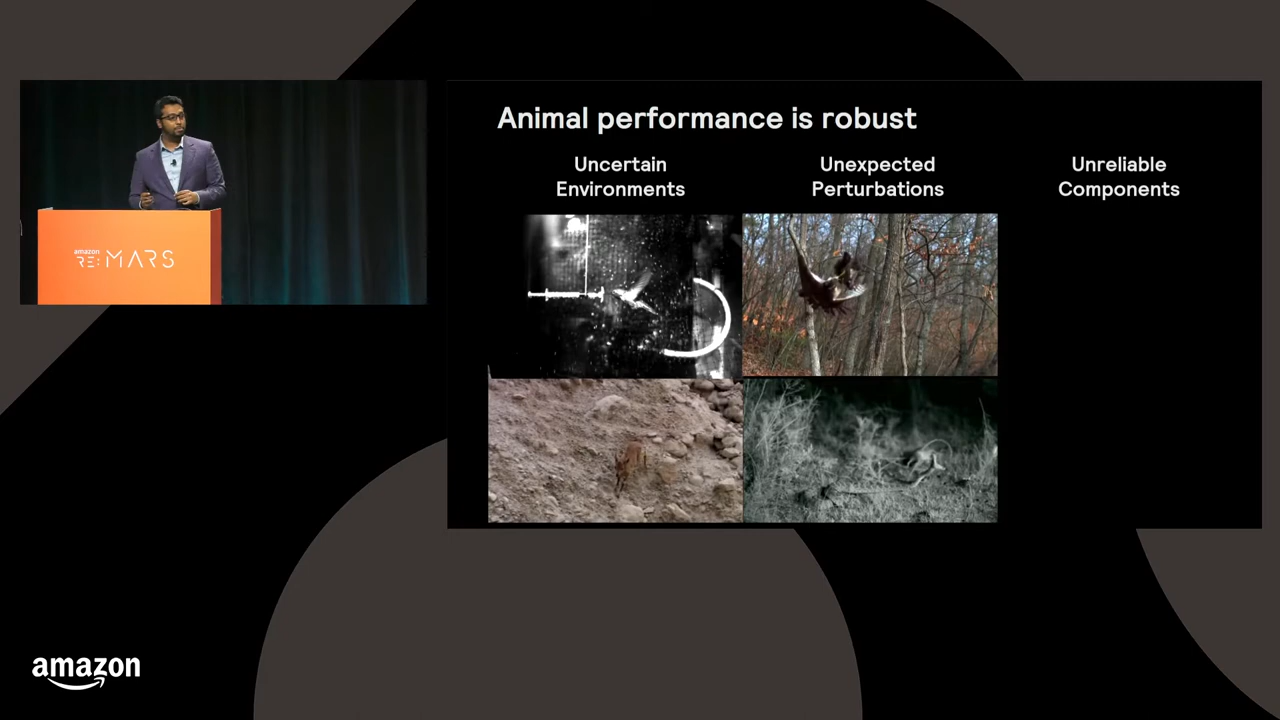 Animal performance is robust
Uncertain
Environments
Unexpected
Perturbations
Unreliable
Components
amazon
RE:MARS
amazon